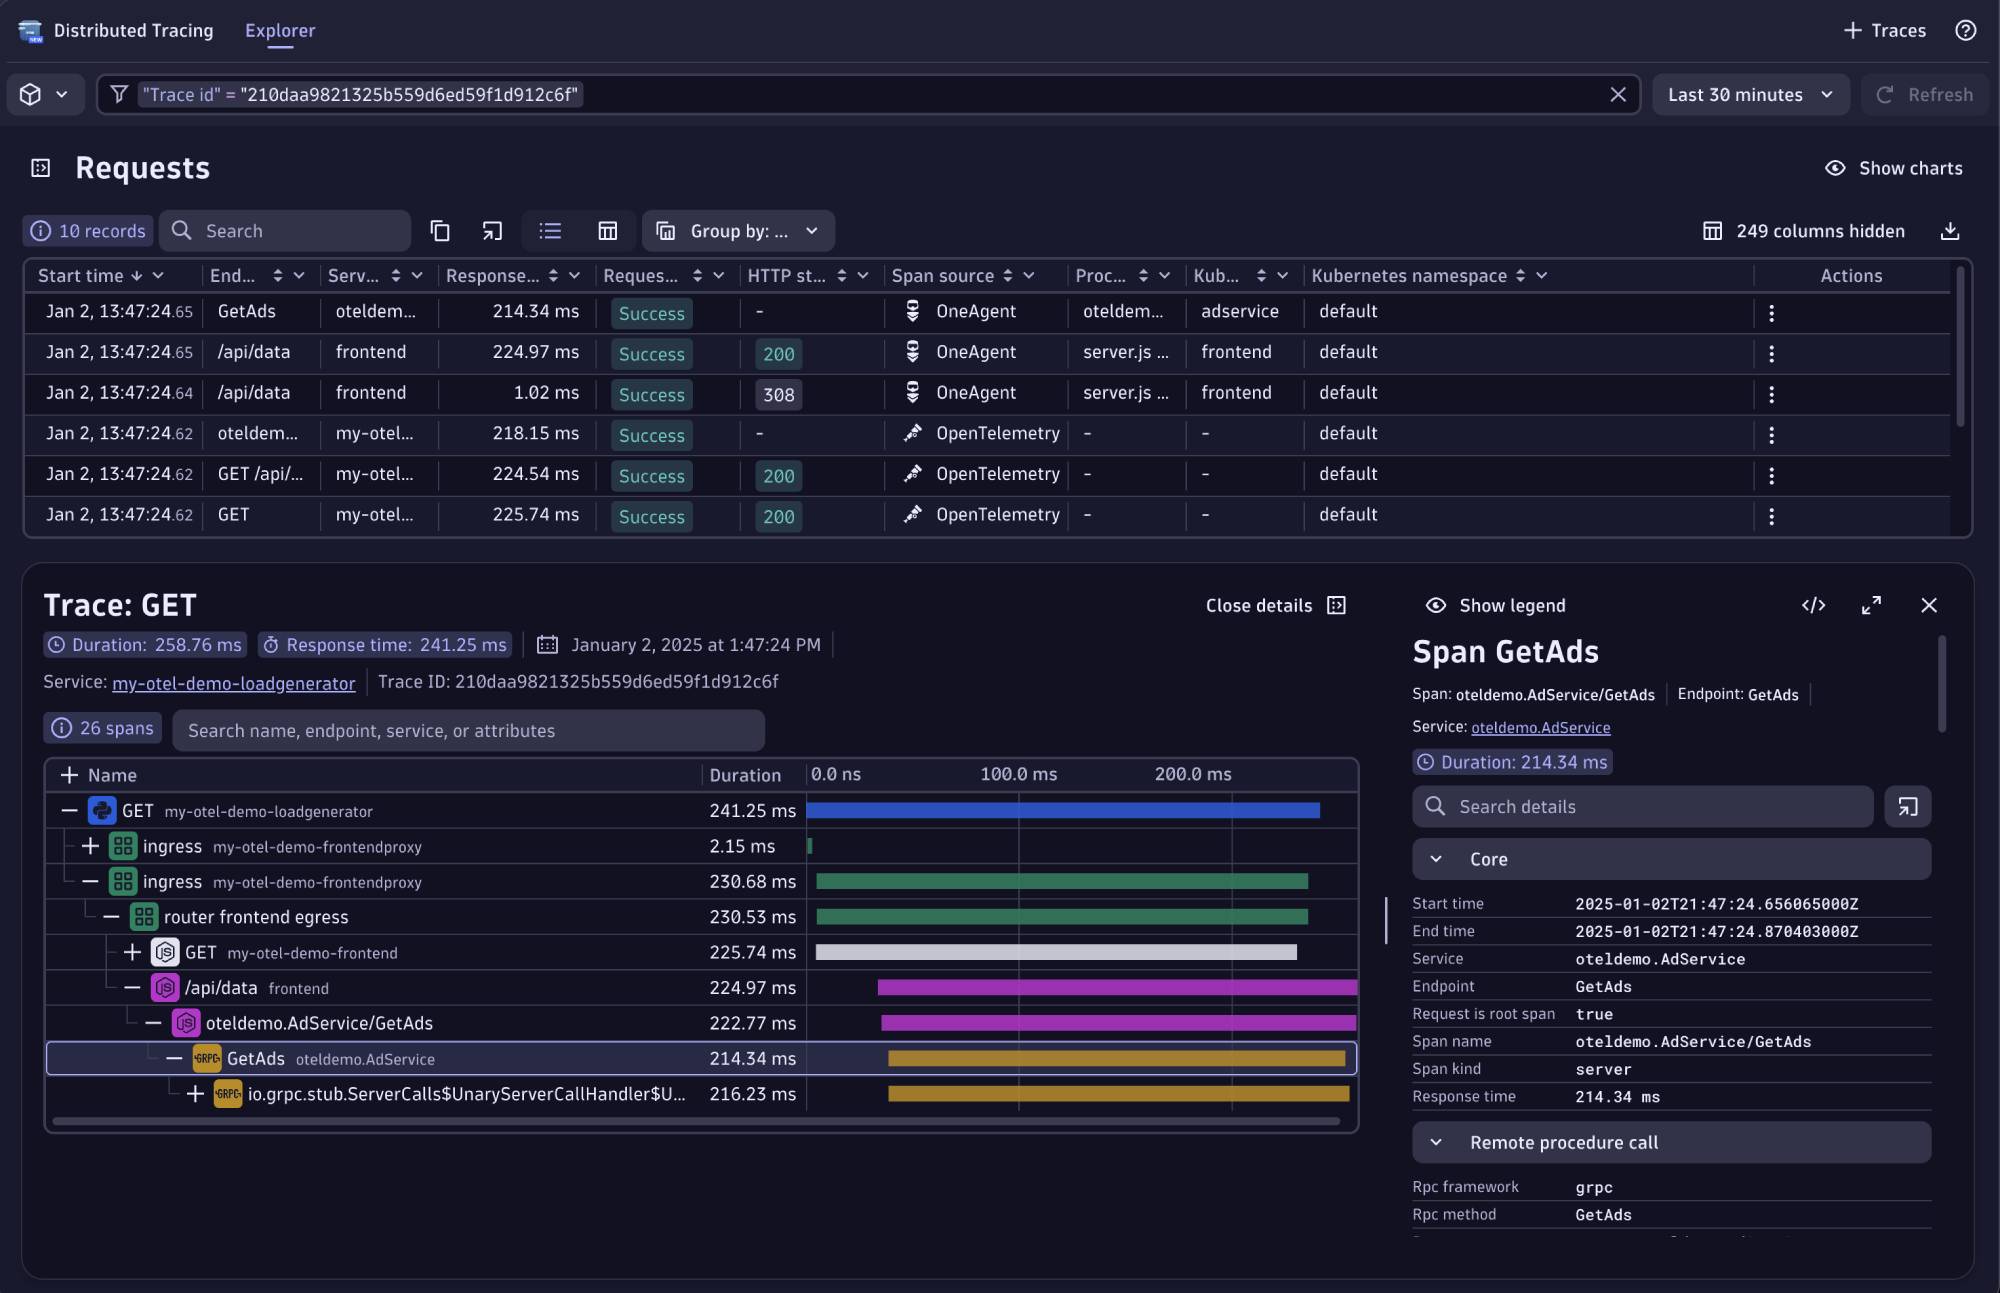 Distributed Tracing Explorer + Traces
"Trace id" = "210daa9821325b559d6ed59f1d912c6f" Last 30 minutes Refresh
Requests Show charts
10 records Search Group by: ... 249 columns hidden
Start time End... Serv... Response... Reques... HTTP st... Span source Proc... Kub... Kubernetes namespace Actions
Jan 2, 13:47:24.65 GetAds oteldem... 214.34 ms Success - OneAgent oteldem... adservice default
Jan 2, 13:47:24.65 /api/data frontend 224.97 ms Success 200 OneAgent server.js ... frontend default
Jan 2, 13:47:24.64 /api/data frontend 1.02 ms Success 308 OneAgent server.js ... frontend default
Jan 2, 13:47:24.62 oteldem... my-otel... 218.15 ms Success - OpenTelemetry - - default
Jan 2, 13:47:24.62 GET /api/... my-otel... 224.54 ms Success 200 OpenTelemetry - - default
Jan 2, 13:47:24.62 GET my-otel... 225.74 ms Success 200 OpenTelemetry - - default
Trace: GET Close details
Duration: 258.76 ms Response time: 241.25 ms January 2, 2025 at 1:47:24 PM
Service: my-otel-demo-loadgenerator Trace ID: 210daa9821325b559d6ed59f1d912c6f
26 spans Search name, endpoint, service, or attributes
Name Duration 0.0 ns 100.0 ms 200.0 ms
GET my-otel-demo-loadgenerator 241.25 ms
ingress my-otel-demo-frontendproxy 2.15 ms
ingress my-otel-demo-frontendproxy 230.68 ms
router frontend egress 230.53 ms
GET my-otel-demo-frontend 225.74 ms
/api/data frontend 224.97 ms
oteldemo.AdService/GetAds 222.77 ms
GRPC GetAds oteldemo.AdService 214.34 ms
GRPC io.grpc.stub.ServerCalls$UnaryServerCallHandler$U... 216.23 ms
Show legend
Span GetAds
Span: oteldemo.AdService/GetAds Endpoint: GetAds
Service: oteldemo.AdService
Duration: 214.34 ms
Search details
Core
Start time 2025-01-02T21:47:24.656065000Z
End time 2025-01-02T21:47:24.870403000Z
Service oteldemo.AdService
Endpoint GetAds
Request is root span true
Span name oteldemo.AdService/GetAds
Span kind server
Response time 214.34 ms
Remote procedure call
Rpc framework grpc
Rpc method GetAds